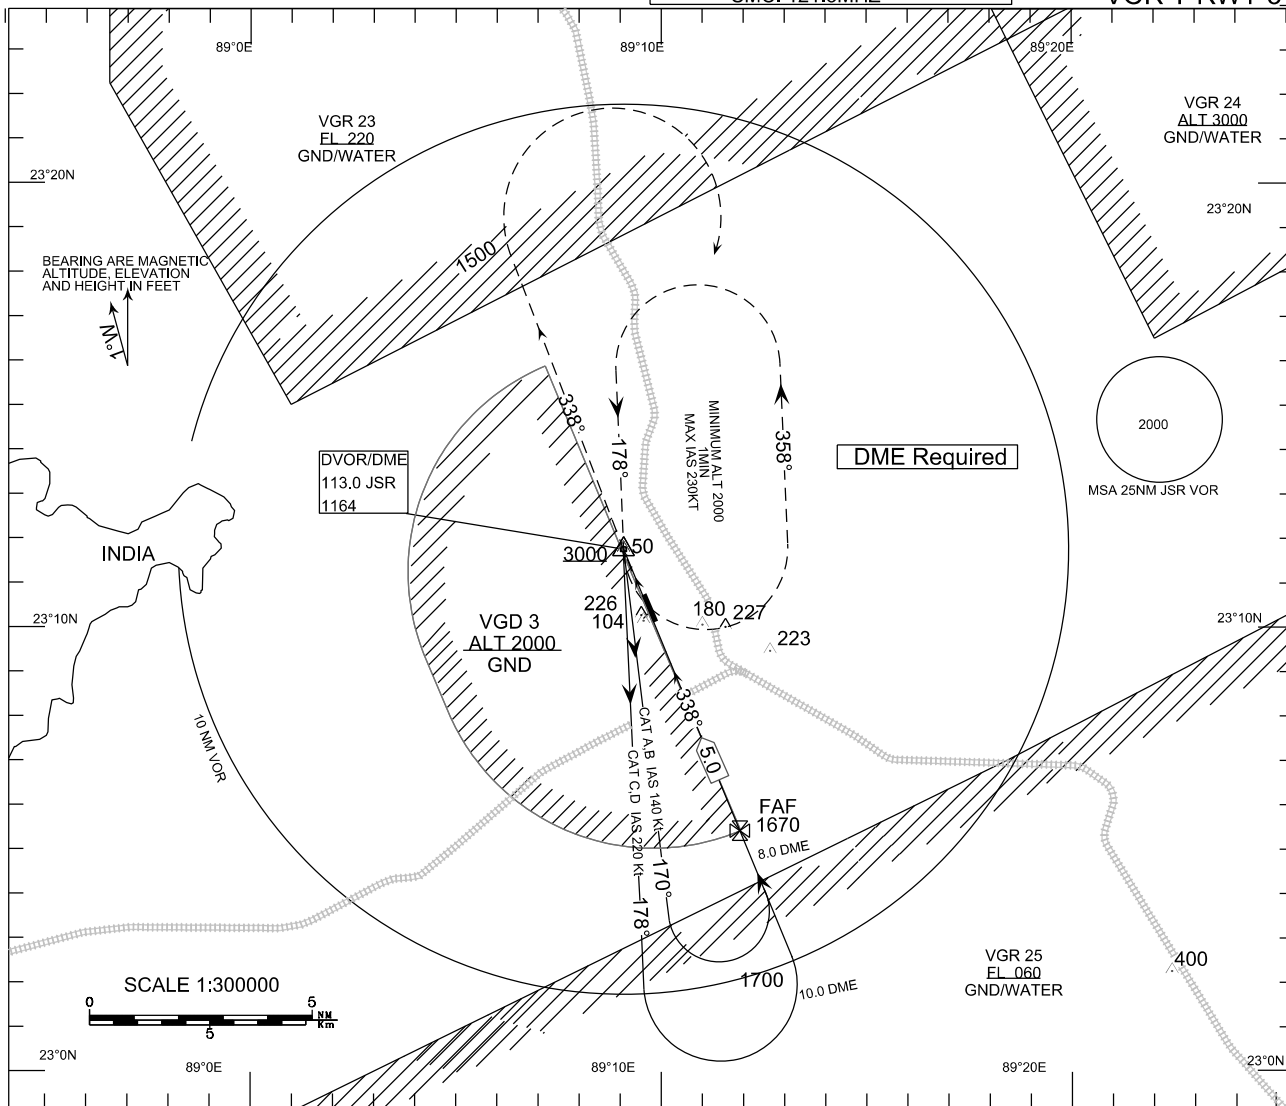 89°0E
89°10E
89°20E
VGR 23
FL 220
GND/WATER
VGR 24
ALT 3000
GND/WATER
23°20N
23°20N
1500
BEARING ARE MAGNETIC
ALTITUDE, ELEVATION
AND HEIGHT IN FEET
1°W
338°
178°
MINIMUM ALT 2000
1MIN
MAX IAS 230KT
358°
DME Required
2000
MSA 25NM JSR VOR
DVOR/DME
113.0 JSR
1164
INDIA
3000
50
226
104
180
227
223
23°10N
23°10N
VGD 3
ALT 2000
GND
338°
5.0
10 NM VOR
CAT A,B IAS 140 Kt
CAT C,D IAS 220 Kt
FAF
1670
8.0 DME
170°
178°
1700
10.0 DME
VGR 25
FL 060
GND/WATER
400
SCALE 1:300000
0
5
NM
Km
5
23°0N
89°0E
89°10E
89°20E
23°0N